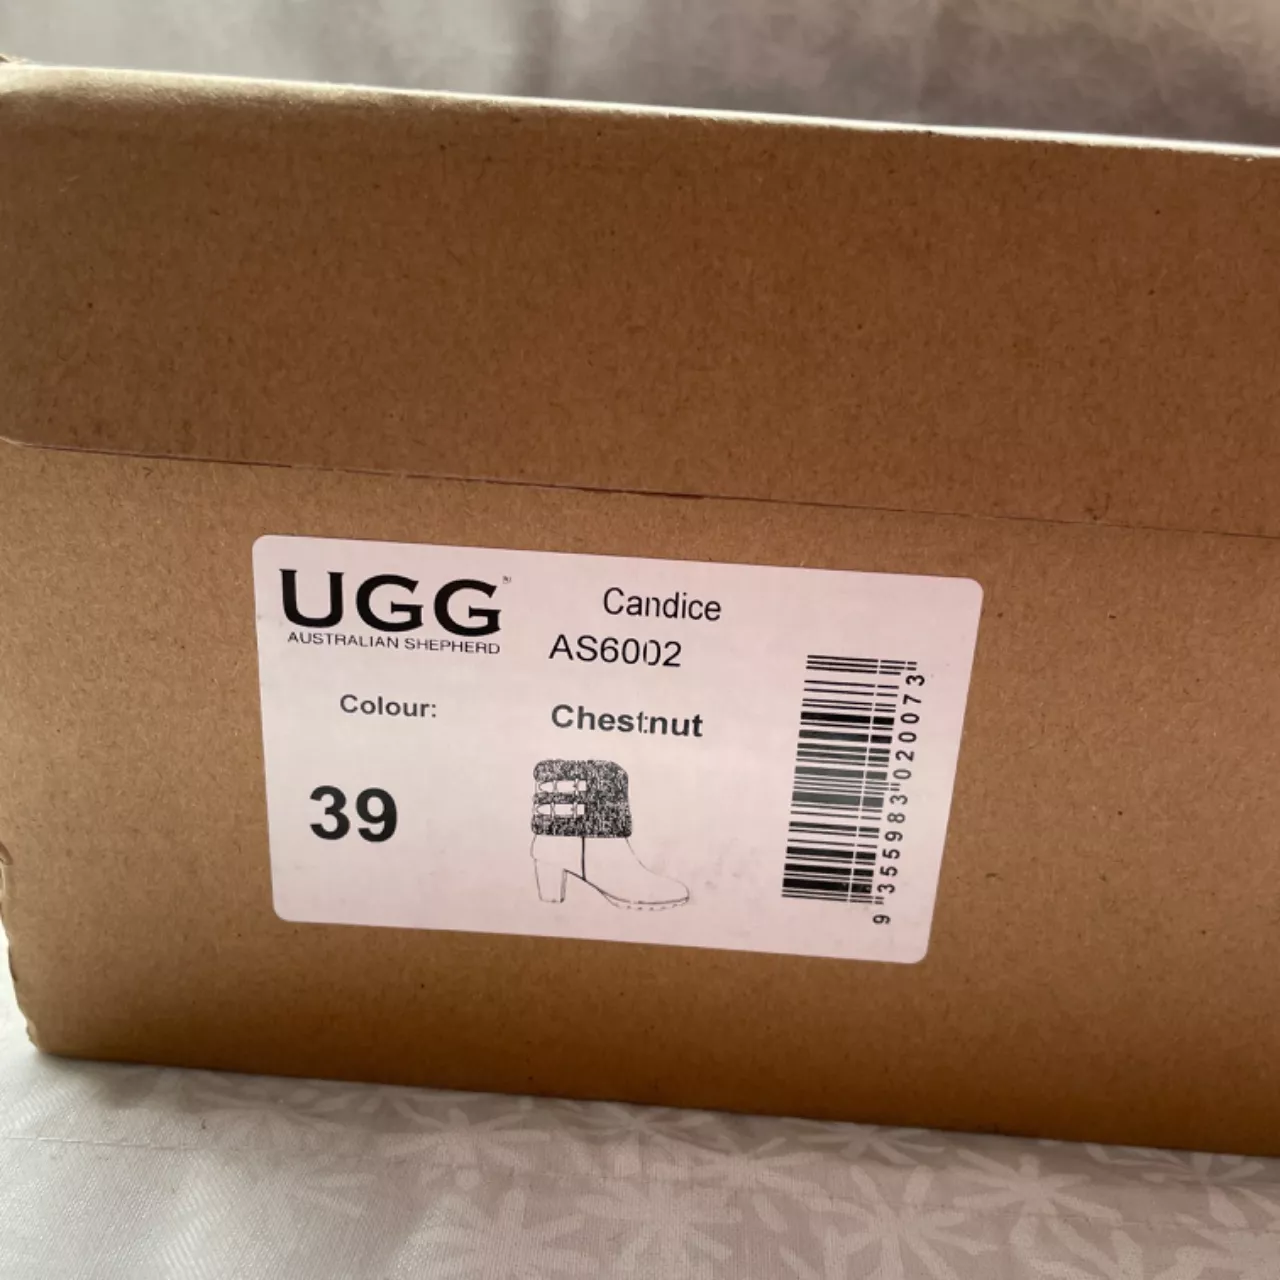 UGG
AUSTRALIAN SHEPHERD
Candice
AS6002
Colour: Chestnut
39
9 355983 020073